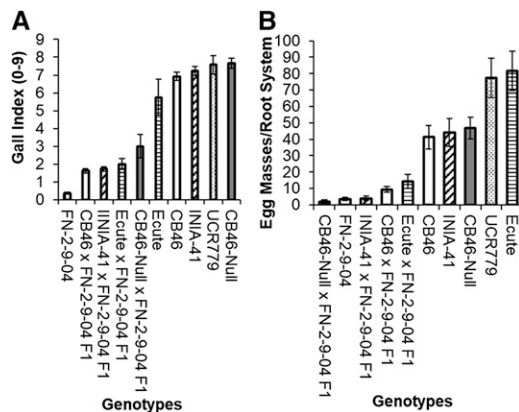 A
Gall Index (0-9)
9
8
7
6
5
4
3
2
1
0
FN-2-9-04
CB46 x FN-2-9-04 F1
IINIA-41 x FN-2-9-04 F1
Ecute x FN-2-9-04 F1
CB46-Null x FN-2-9-04 F1
Ecute
CB46
INIA-41
UCR779
CB46-Null
Genotypes
B
Egg Masses/Root System
100
90
80
70
60
50
40
30
20
10
0
CB46-Null x FN-2-9-04 F1
FN-2-9-04
INIA-41 x FN-2-9-04 F1
CB46 x FN-2-9-04 F1
Ecute x FN-2-9-04 F1
CB46
INIA-41
CB46-Null
UCR779
Ecute
Genotypes